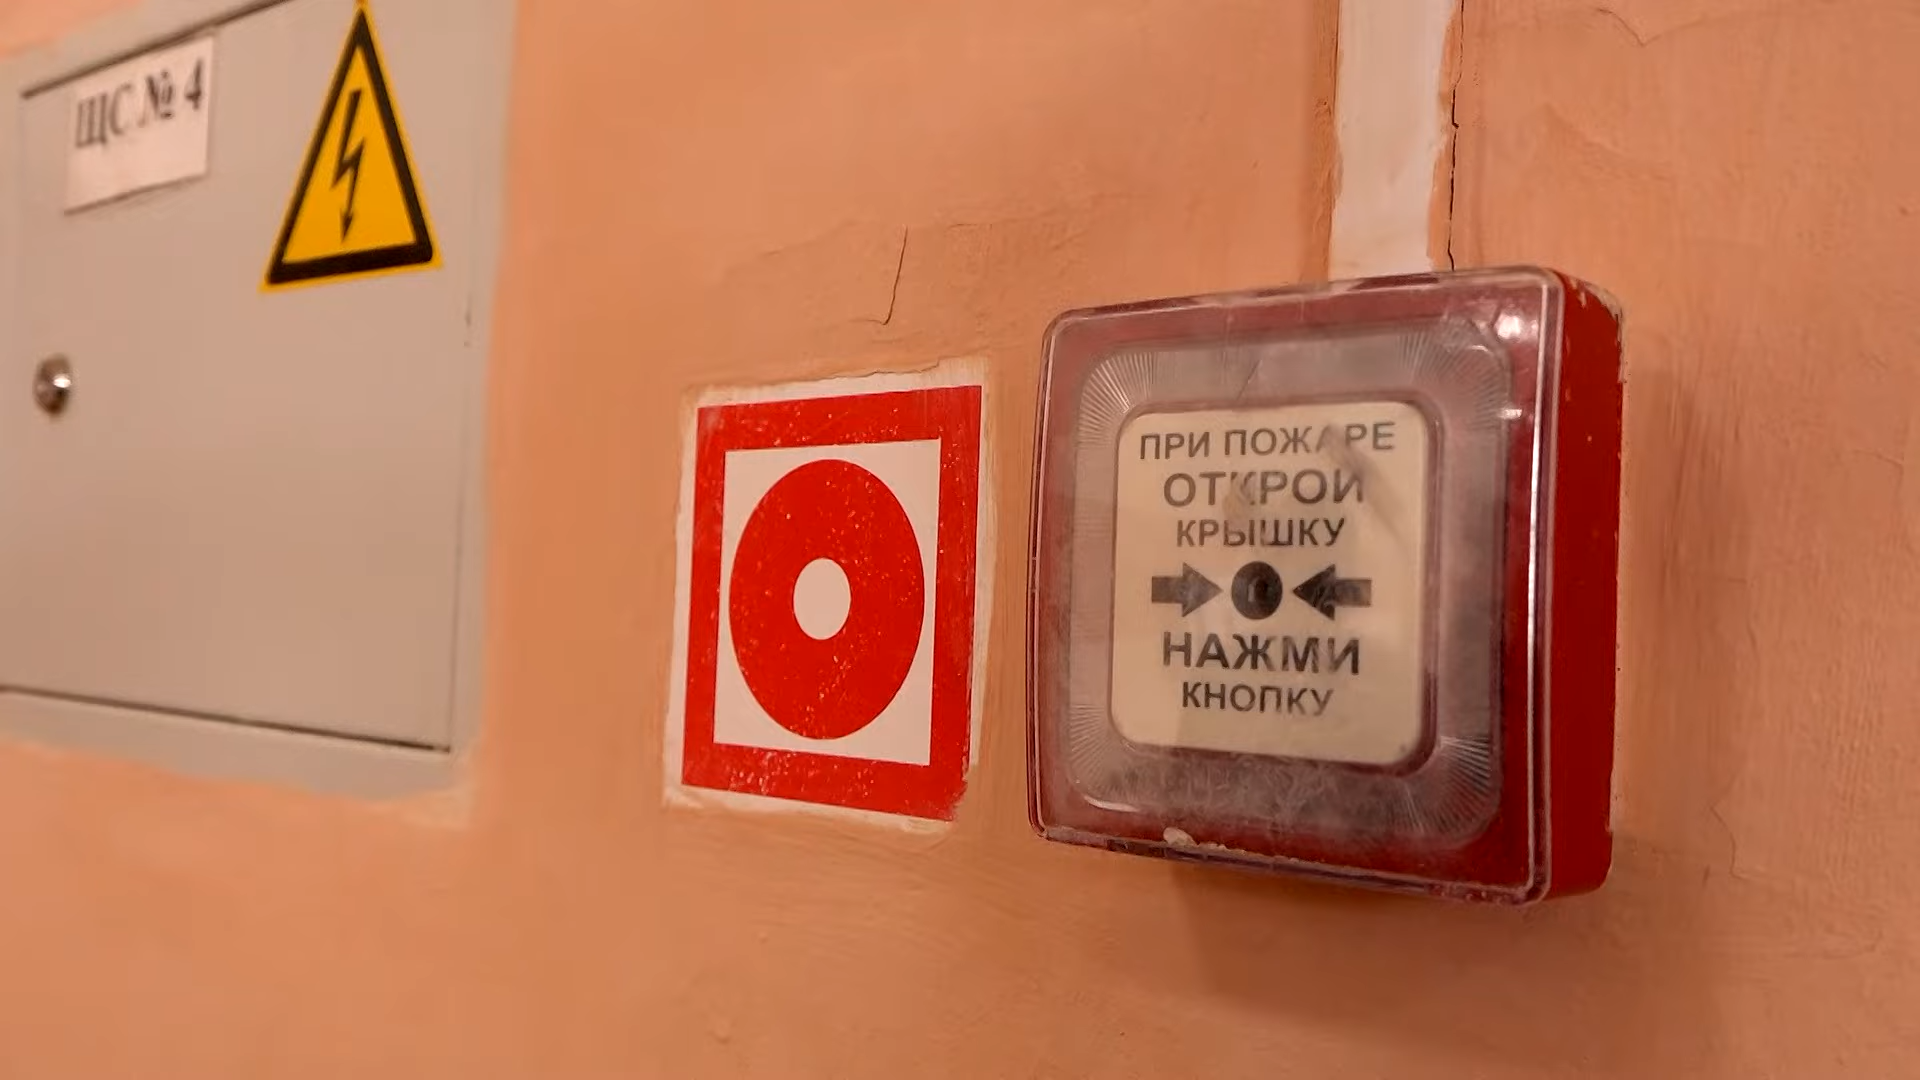 ЩС № 4
ПРИ ПОЖАРЕ
ОТКРОЙ
КРЫШКУ
НАЖМИ
КНОПКУ